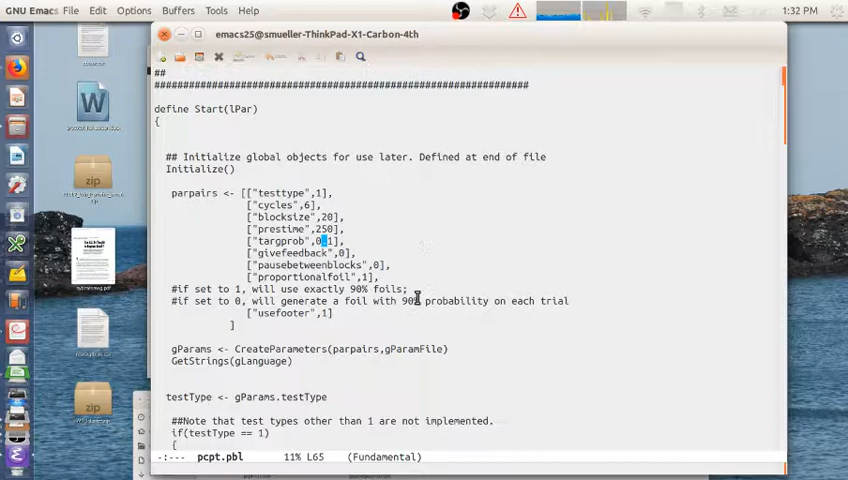 GNU Emacs File Edit Options Buffers Tools Help
1:32 PM
emacs25@smueller-ThinkPad-X1-Carbon-4th
##
################################################################
define Start(lPar)
{
## Initialize global objects for use later. Defined at end of file
Initialize()
parpairs <- [["testtype",1],
["cycles",6],
["blocksize",20],
["prestime",250],
["targprob",0.1],
["givefeedback",0],
["pausebetweenblocks",0],
["proportionalfoil",1],
#if set to 1, will use exactly 90% foils;
#if set to 0, will generate a foil with 90% probability on each trial
["usefooter",1]
]
gParams <- CreateParameters(parpairs,gParamFile)
GetStrings(gLanguage)
testType <- gParams.testType
##Note that test types other than 1 are not implemented.
if(testType == 1)
{
-:--- pcpt.pbl 11% L65 (Fundamental)
zip
zip